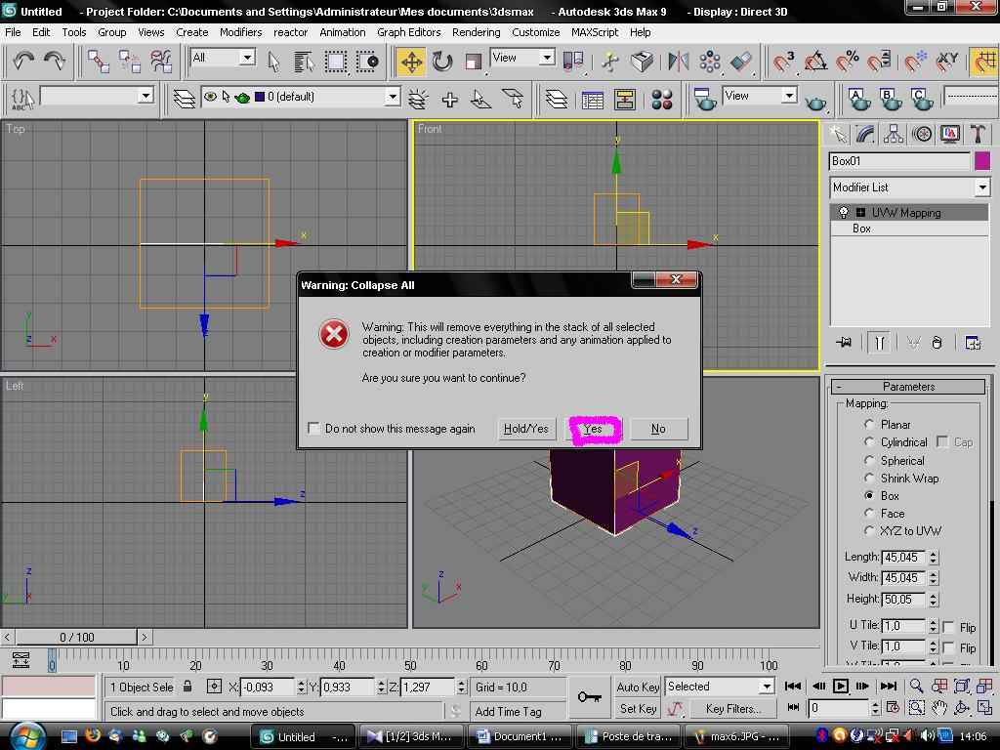 Untitled - Project Folder: C:\Documents and Settings\Administrateur\Mes documents\3dsmax - Autodesk 3ds Max 9 - Display : Direct 3D
File Edit Tools Group Views Create Modifiers reactor Animation Graph Editors Rendering Customize MAXScript Help
All View 3 % XY
ABC 0 (default) View A B C
Top
y
x
z
y
z x
Front
y
x
Box01
Modifier List
UVW Mapping
Box
Warning: Collapse All
Warning: This will remove everything in the stack of all selected
objects, including creation parameters and any animation applied to
creation or modifier parameters.
Are you sure you want to continue?
Do not show this message again Hold/Yes Yes No
Left
y
z
z
y x
x
z
z
y x
- Parameters
Mapping:
Planar
Cylindrical Cap
Spherical
Shrink Wrap
Box
Face
XYZ to UVW
Length: 45,045
Width: 45,045
Height: 50,05
U Tile: 1,0 Flip
V Tile: 1,0 Flip
< 0 / 100 >
0 10 20 30 40 50 60 70 80 90 100
1 Object Sele X: -0,093 Y: 0,933 Z: 1,297 Grid = 10,0 Auto Key Selected
Click and drag to select and move objects Add Time Tag Set Key Key Filters... 0
Untitled -... [1/2] 3ds M... Document1 ... Poste de tra... max6.JPG -... 14:06